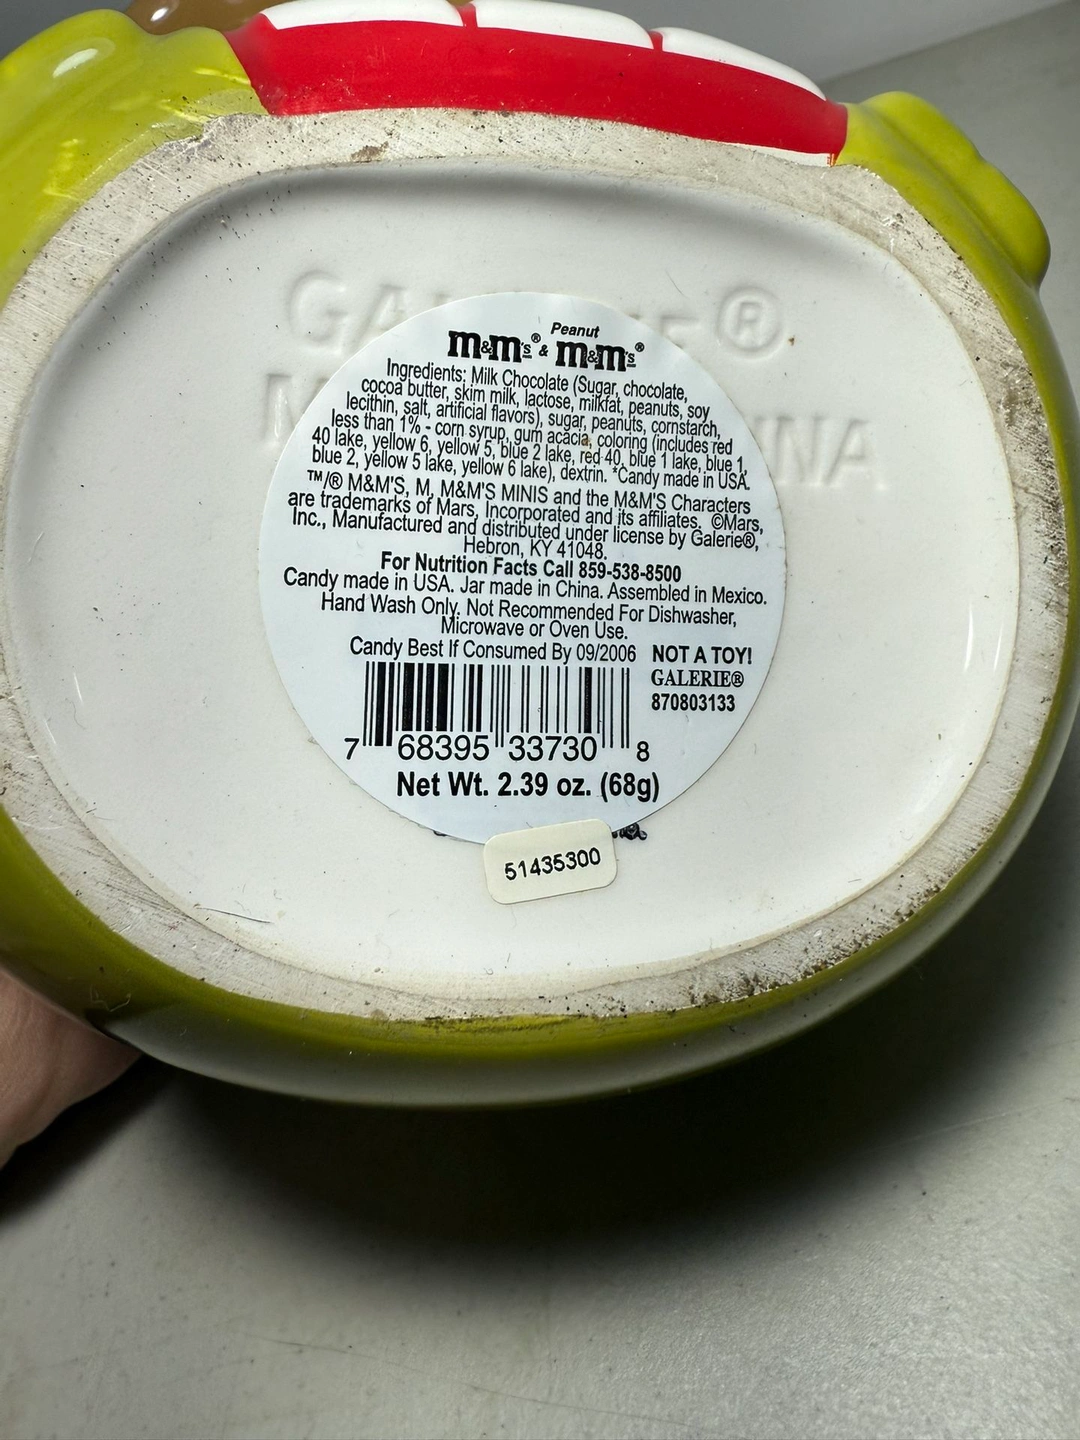 GA E®
M INA
Peanut
m&m's® & m&m's®
Ingredients: Milk Chocolate (Sugar, chocolate,
cocoa butter, skim milk, lactose, milkfat, peanuts, soy
lecithin, salt, artificial flavors), sugar, peanuts, cornstarch,
less than 1% - corn syrup, gum acacia, coloring (includes red
40 lake, yellow 6, yellow 5, blue 2 lake, red 40, blue 1 lake, blue 1,
blue 2, yellow 5 lake, yellow 6 lake), dextrin. *Candy made in USA.
™/® M&M'S, M, M&M'S MINIS and the M&M'S Characters
are trademarks of Mars, Incorporated and its affiliates. ©Mars,
Inc., Manufactured and distributed under license by Galerie®,
Hebron, KY 41048.
For Nutrition Facts Call 859-538-8500
Candy made in USA. Jar made in China. Assembled in Mexico.
Hand Wash Only. Not Recommended For Dishwasher,
Microwave or Oven Use.
Candy Best If Consumed By 09/2006
NOT A TOY!
GALERIE®
870803133
7 68395 33730 8
Net Wt. 2.39 oz. (68g)
51435300